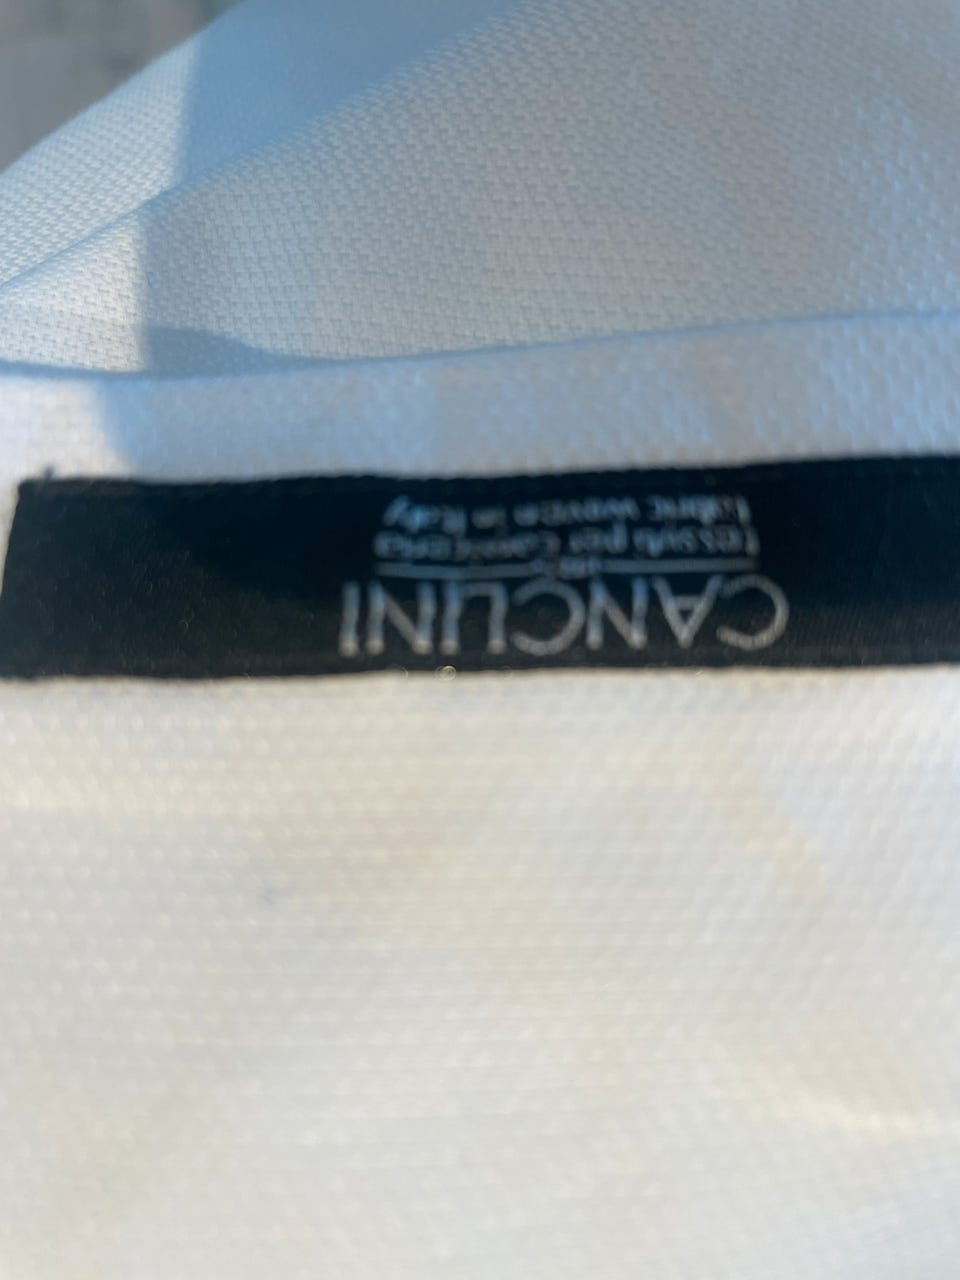 CANCLINI
Tessuti per Camiceria
fabric woven in Italy